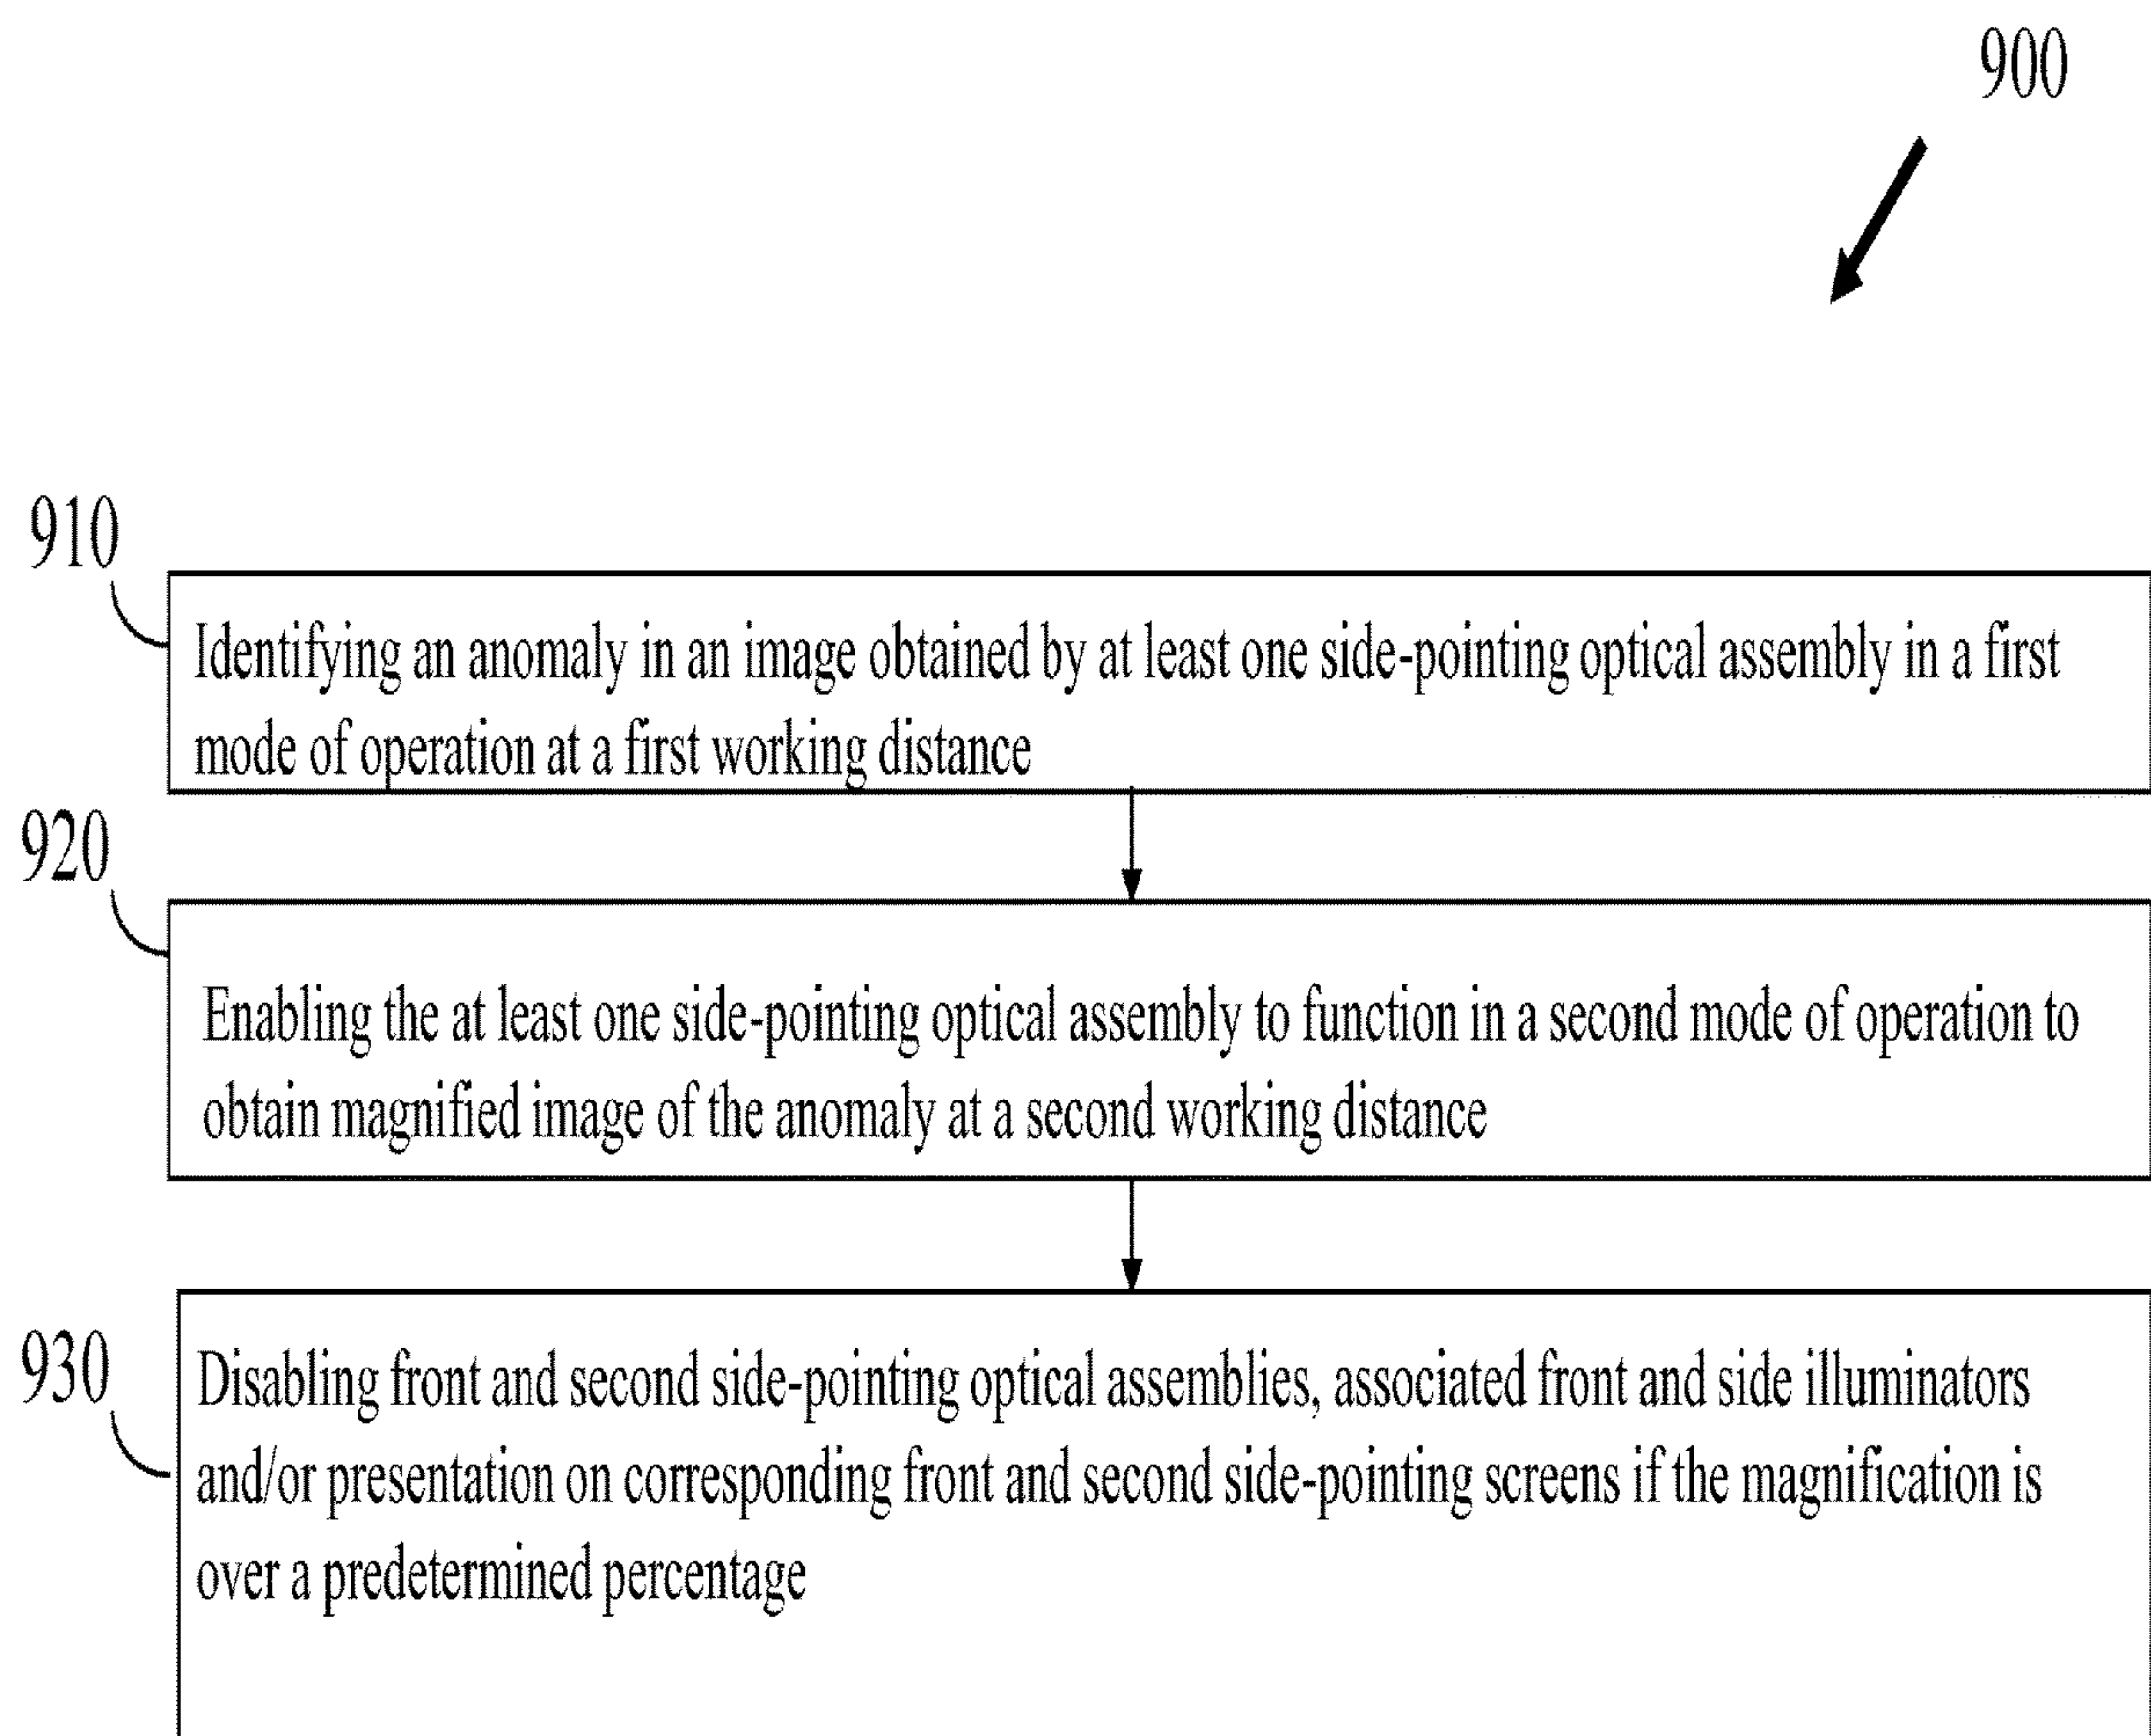 900
910
Identifying an anomaly in an image obtained by at least one side-pointing optical assembly in a first
mode of operation at a first working distance
920
Enabling the at least one side-pointing optical assembly to function in a second mode of operation to
obtain magnified image of the anomaly at a second working distance
930
Disabling front and second side-pointing optical assemblies, associated front and side illuminators
and/or presentation on corresponding front and second side-pointing screens if the magnification is
over a predetermined percentage